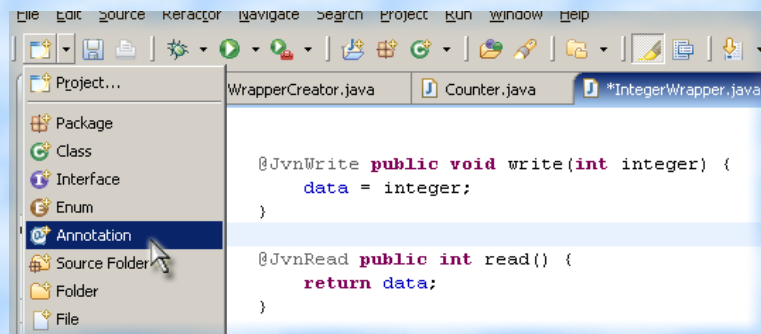 File Edit Source Refactor Navigate Search Project Run Window Help
Project...
WrapperCreator.java Counter.java *IntegerWrapper.java
Package
Class
Interface
Enum
Annotation
Source Folder
Folder
File
@JvnWrite public void write(int integer) {
data = integer;
}
@JvnRead public int read() {
return data;
}